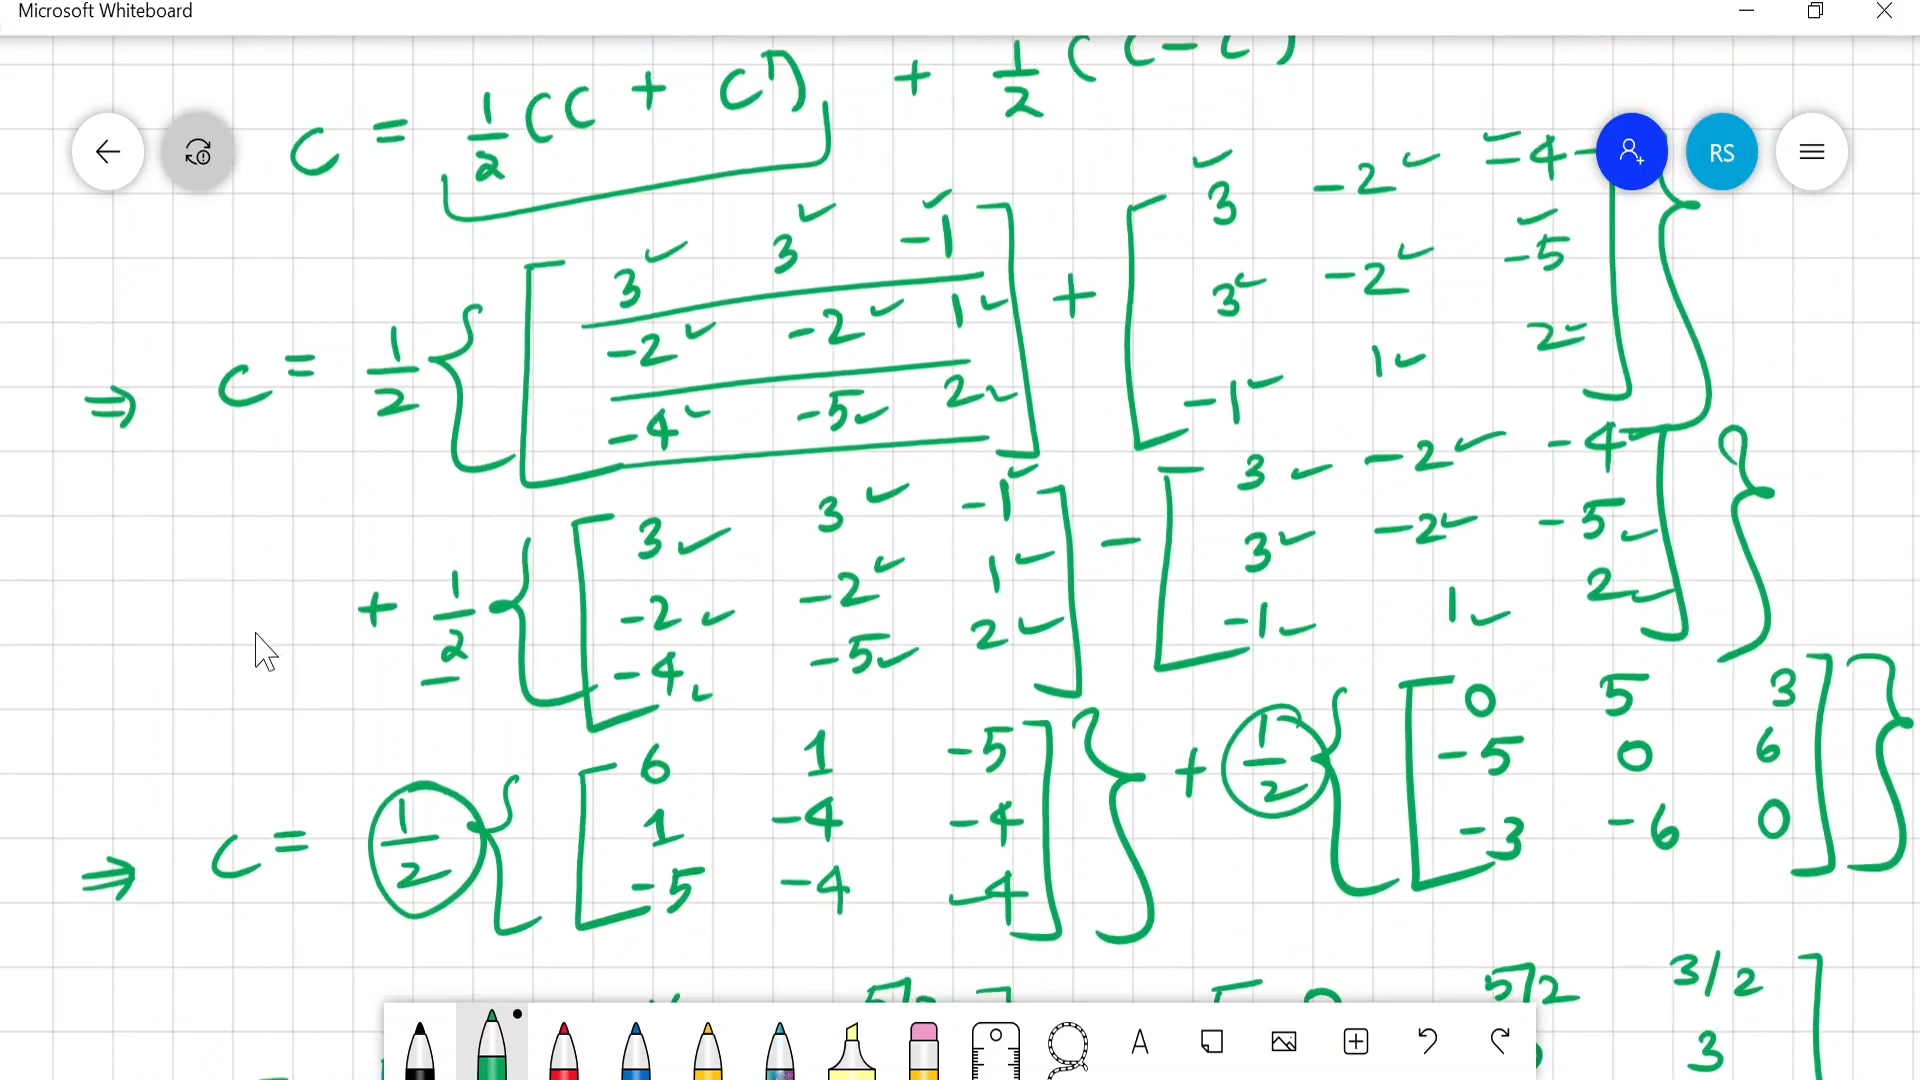 Microsoft Whiteboard
C = 1/2 (C + Cᵀ) + 1/2 (C - C )
RS
⇒ C = 1/2 { [ 3 3 -1
-2 -2 1
-4 -5 2 ] + [ 3 -2 -4
3 -2 -5
-1 1 2 ] }
+ 1/2 { [ 3 3 -1
-2 -2 1
-4 -5 2 ] - [ 3 -2 -4
3 -2 -5
-1 1 2 ] }
⇒ C = 1/2 { [ 6 1 -5
1 -4 -4
-5 -4 4 ] } + 1/2 { [ 0 5 3
-5 0 6
-3 -6 0 ] }
5/2 3/2
3
A